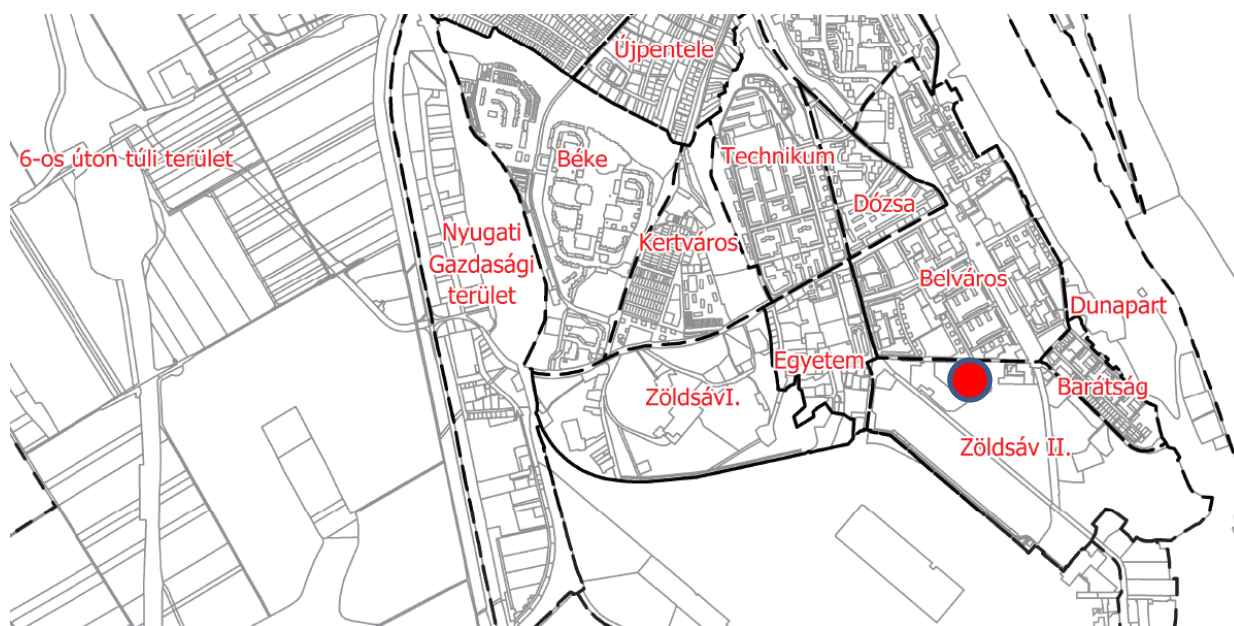 Újpentele
6-os úton túli terület
Béke
Technikum
Dózsa
Nyugati
Gazdasági
terület
Kertváros
Belváros
Dunapart
Egyetem
ZöldsávI.
Barátság
Zöldsáv II.